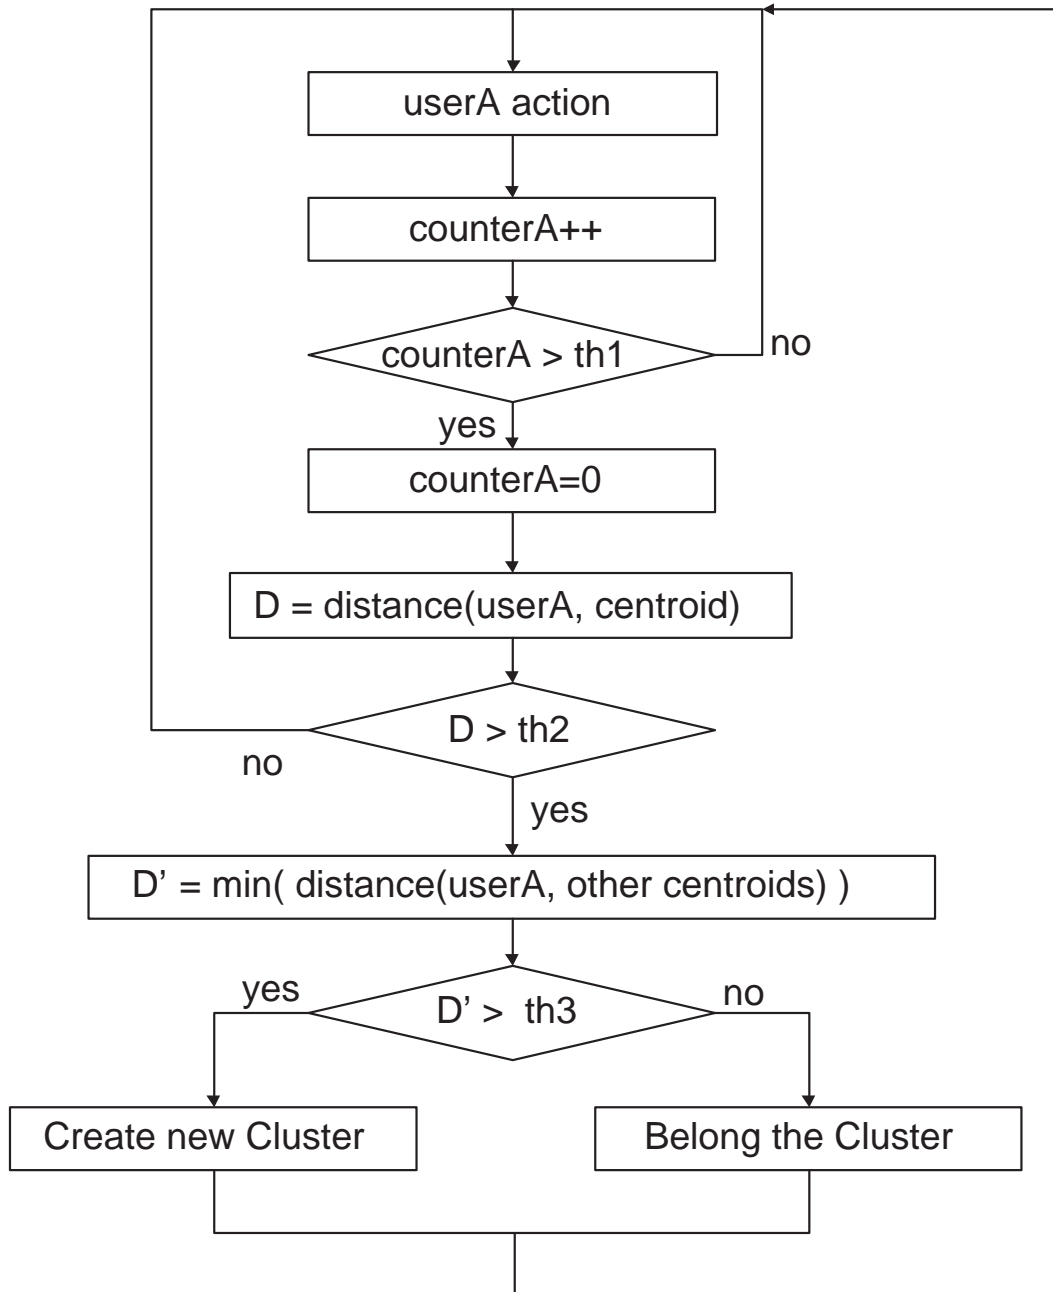 userA action
counterA++
counterA > th1
no
yes
counterA=0
D = distance(userA, centroid)
D > th2
no
yes
D’ = min( distance(userA, other centroids) )
yes
no
D’ > th3
Create new Cluster
Belong the Cluster